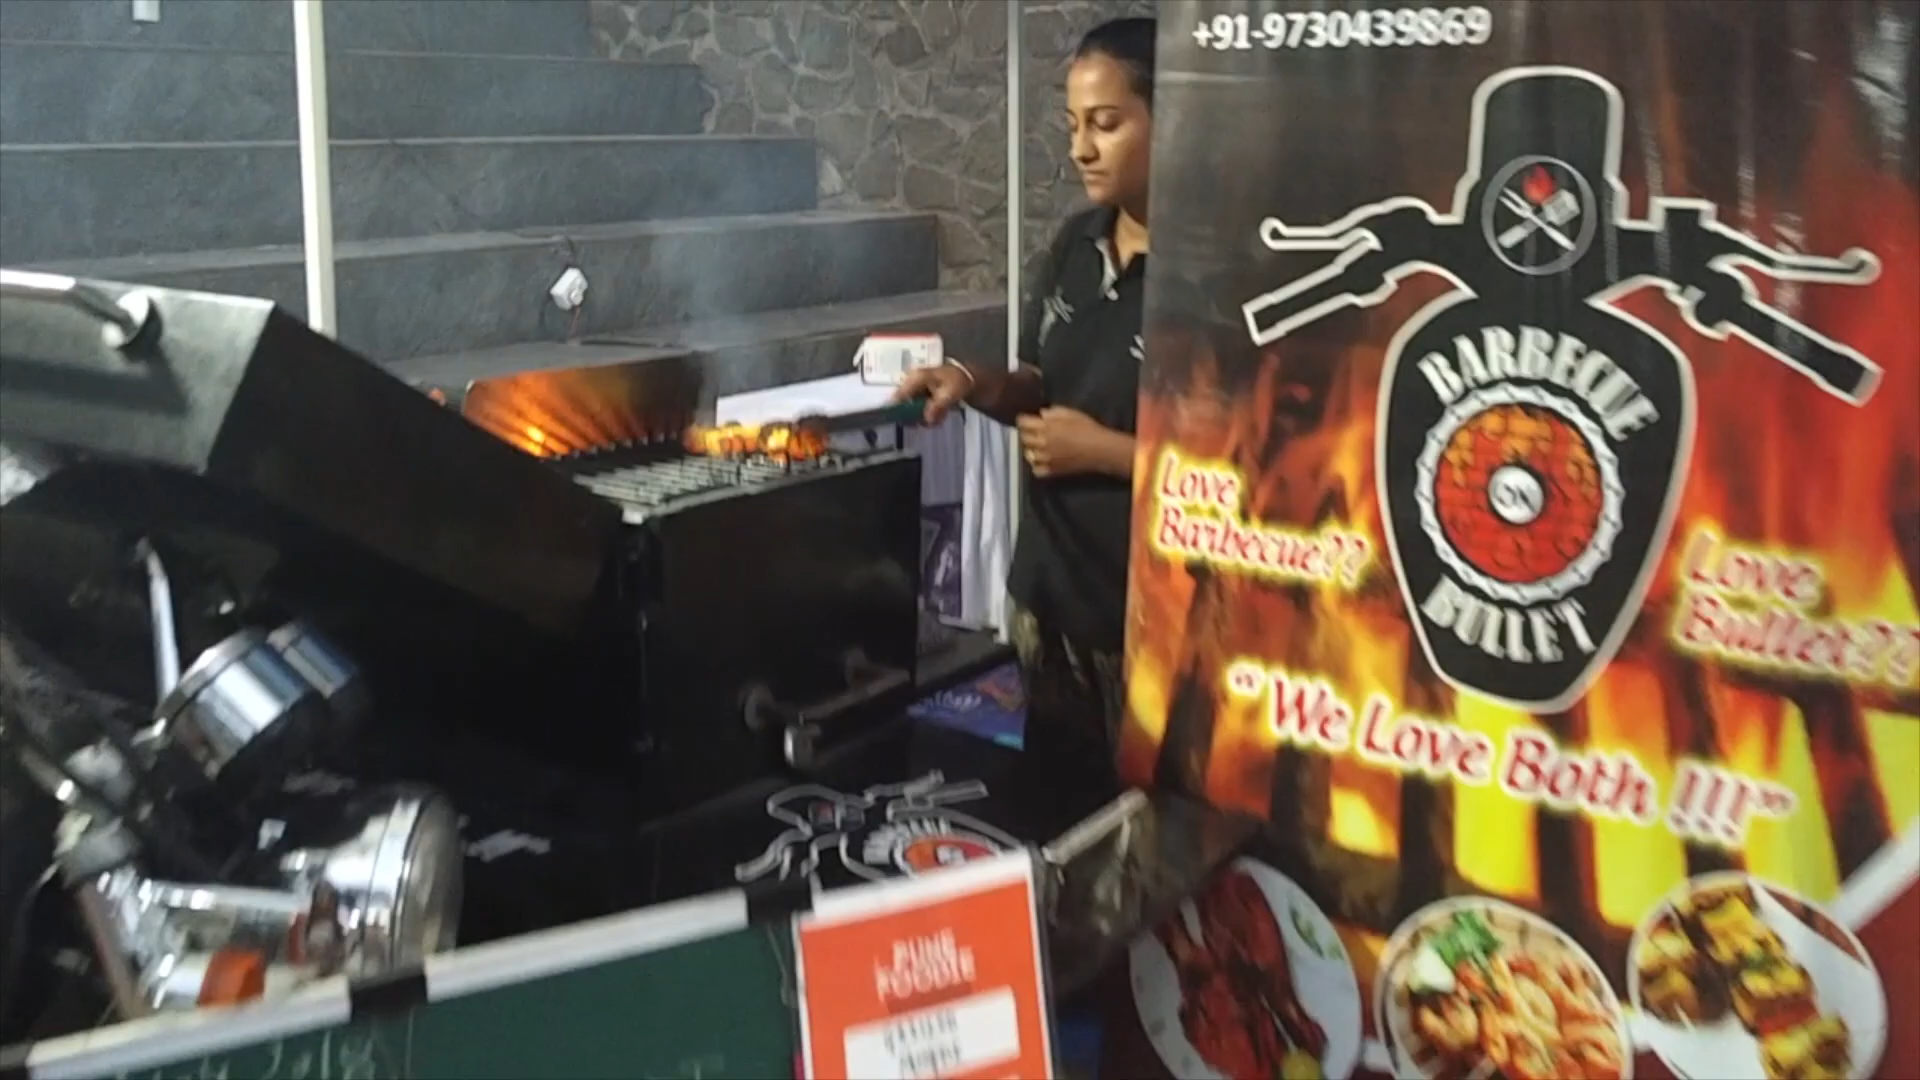 +91-9730439869
BARBECUE
ON
BULLET
Love
Barbecue??
Love
Bullet??
"We Love Both !!!"
PUNE
FOODIE